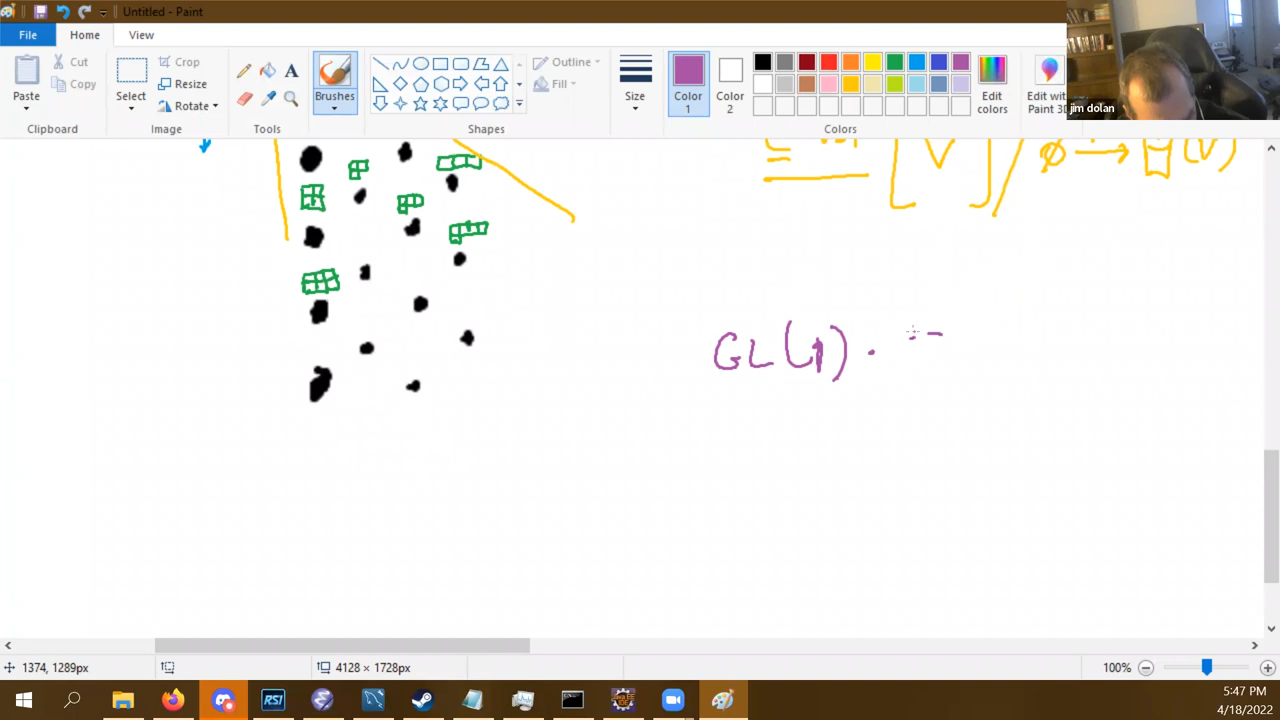 Untitled - Paint
File
Home
View
Paste
Cut
Copy
Clipboard
Select
Crop
Resize
Rotate
Image
Tools
Brushes
Shapes
Outline
Fill
Size
Color 1
Color 2
Colors
Edit colors
Edit wit
Paint 3D
jim dolan
V
GL(1) ·
1374, 1289px
4128 × 1728px
100%
RSI
5:47 PM
4/18/2022